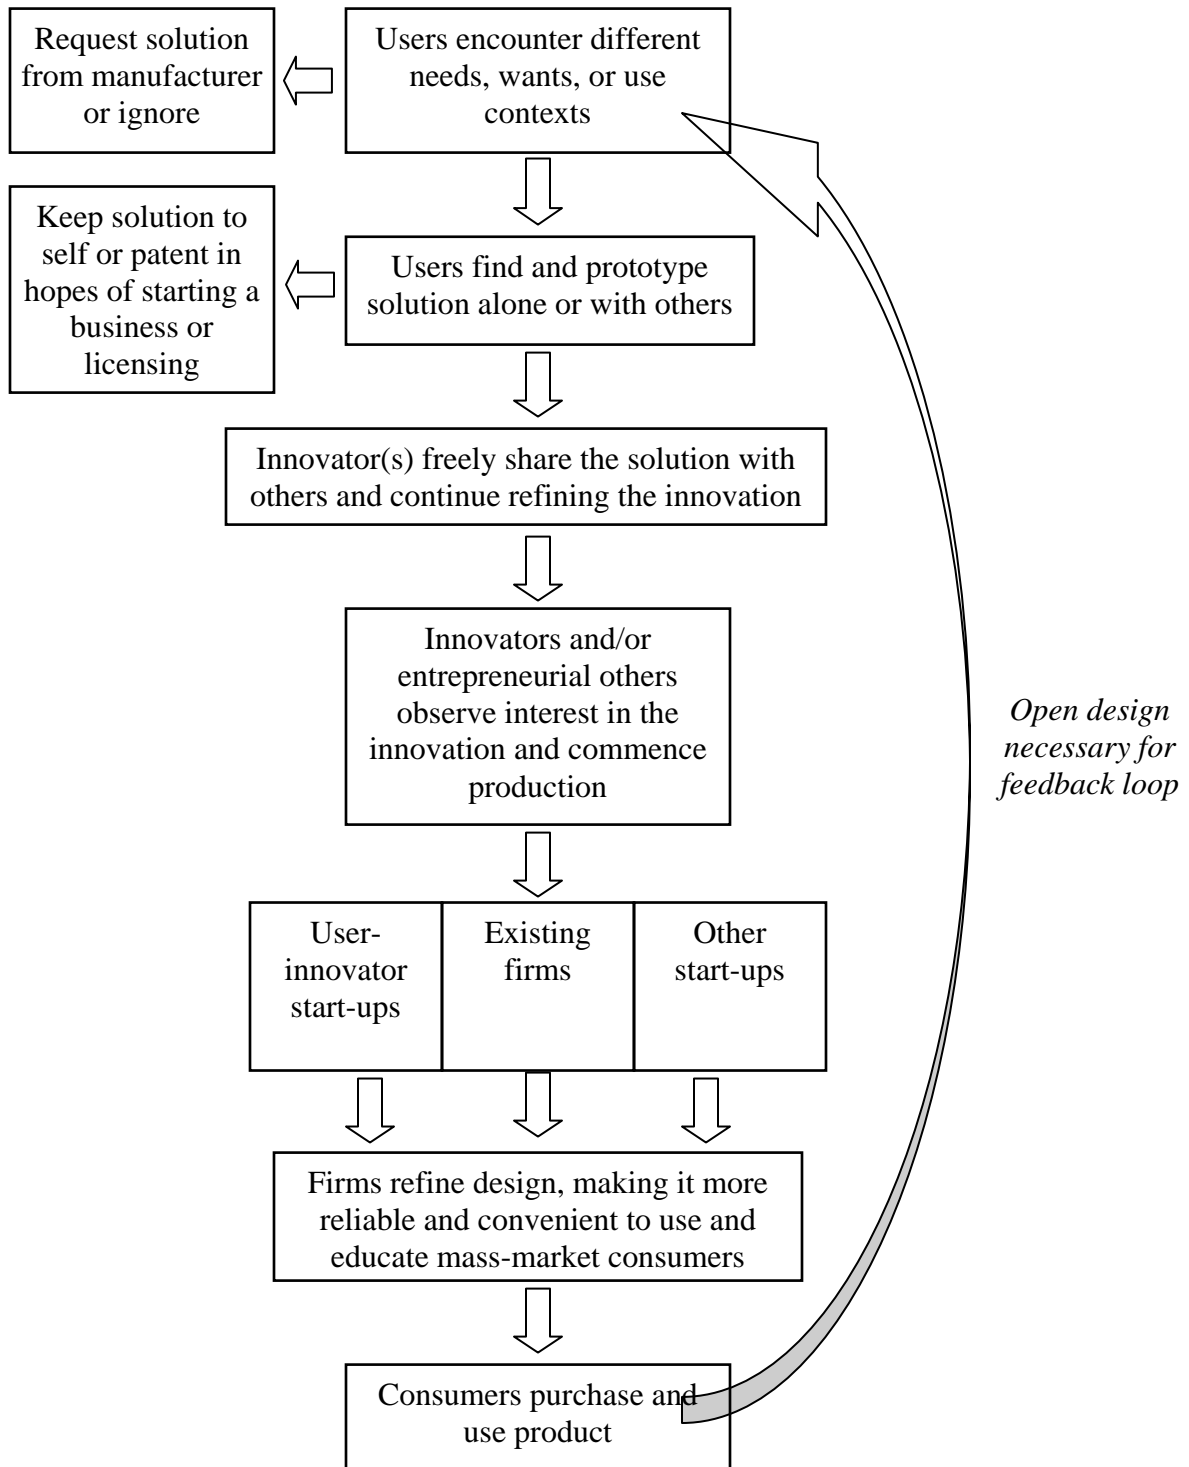 Request solution
from manufacturer
or ignore
Users encounter different
needs, wants, or use
contexts
Keep solution to
self or patent in
hopes of starting a
business or
licensing
Users find and prototype
solution alone or with others
Innovator(s) freely share the solution with
others and continue refining the innovation
Innovators and/or
entrepreneurial others
observe interest in the
innovation and commence
production
Open design
necessary for
feedback loop
User-
innovator
start-ups
Existing
firms
Other
start-ups
Firms refine design, making it more
reliable and convenient to use and
educate mass-market consumers
Consumers purchase and
use product